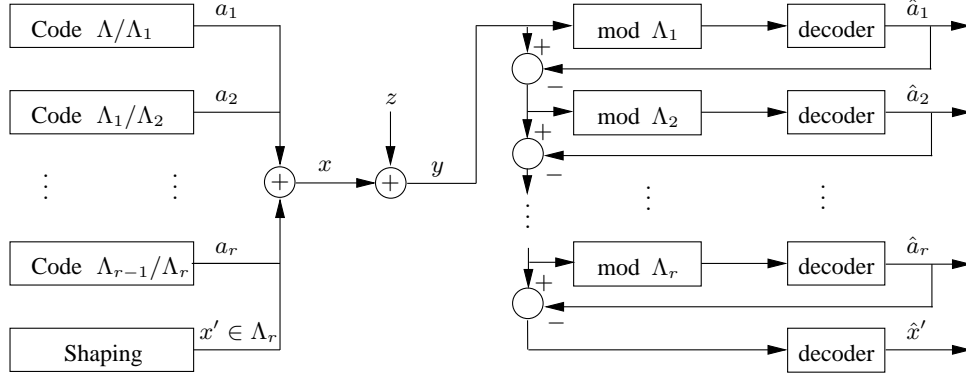 Code Λ/Λ₁
a₁
Code Λ₁/Λ₂
a₂
⋮ ⋮
Code Λᵣ₋₁/Λᵣ
aᵣ
Shaping
x′ ∈ Λᵣ
+
x
z
+
y
mod Λ₁
decoder
â₁
+
−
mod Λ₂
decoder
â₂
+
−
⋮ ⋮ ⋮
mod Λᵣ
decoder
âᵣ
+
−
decoder
x̂′